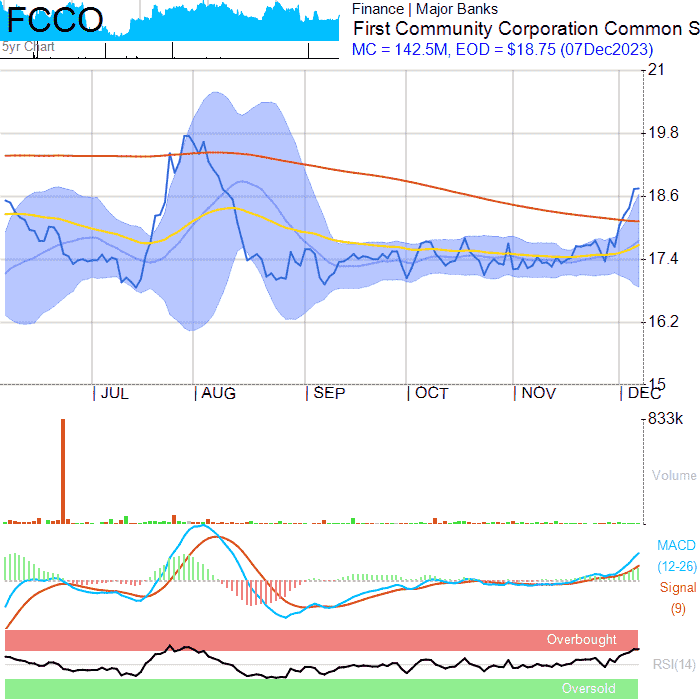 FCCO
5yr Chart
Finance | Major Banks
First Community Corporation Common S
MC = 142.5M, EOD = $18.75 (07Dec2023)
21
19.8
18.6
17.4
16.2
15
JUL AUG SEP OCT NOV DEC
833k
Volume
MACD
(12-26)
Signal
(9)
Overbought
RSI(14)
Oversold